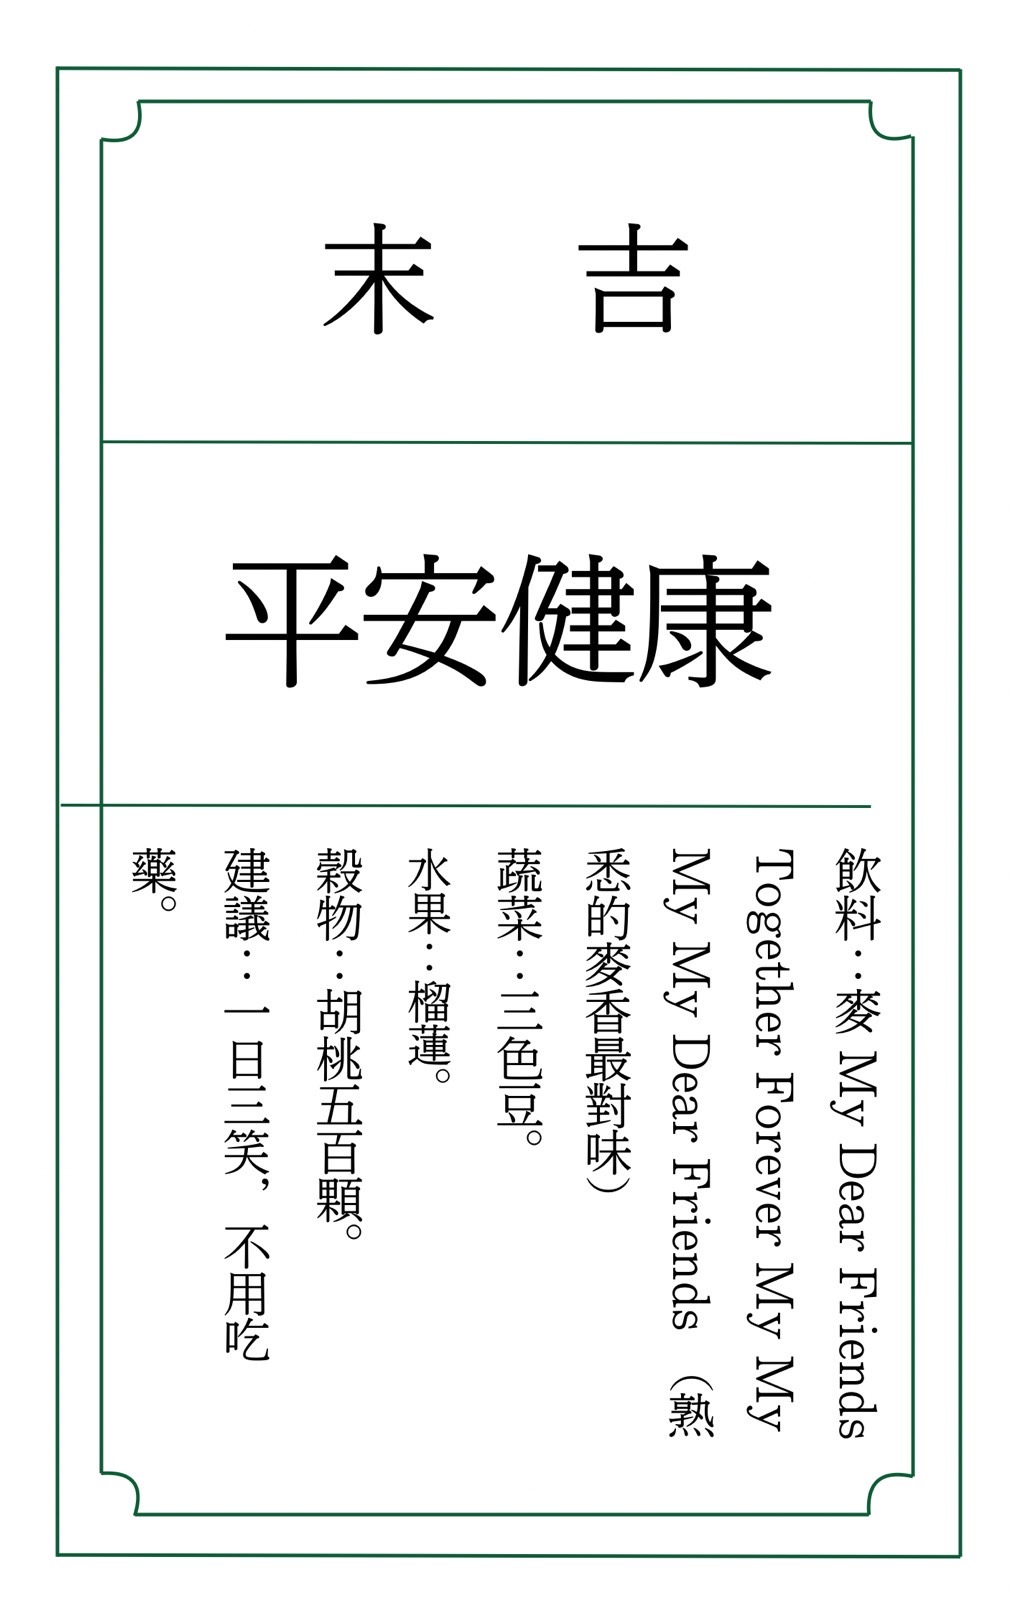 末 吉
平安健康
飲料：麥 My Dear Friends
Together Forever My My
My My Dear Friends （熟
悉的麥香最對味）
蔬菜：三色豆。
水果：榴蓮。
穀物：胡桃五百顆。
建議：一日三笑，不用吃
藥。